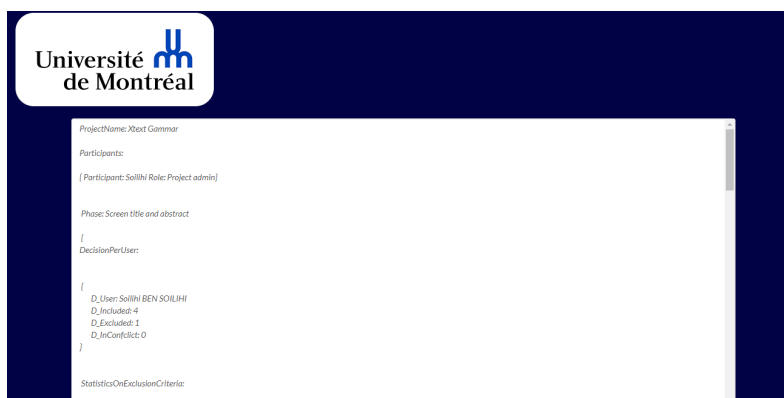 Université
de Montréal
ProjectName: Xtext Gammar
Participants:
[ Participant: Soilihi Role: Project admin]
Phase: Screen title and abstract
[
DecisionPerUser:
[
D_User: Soilihi BEN SOILIHI
D_Included: 4
D_Excluded: 1
D_InConfclict: 0
]
StatisticsOnExclusionCriteria: